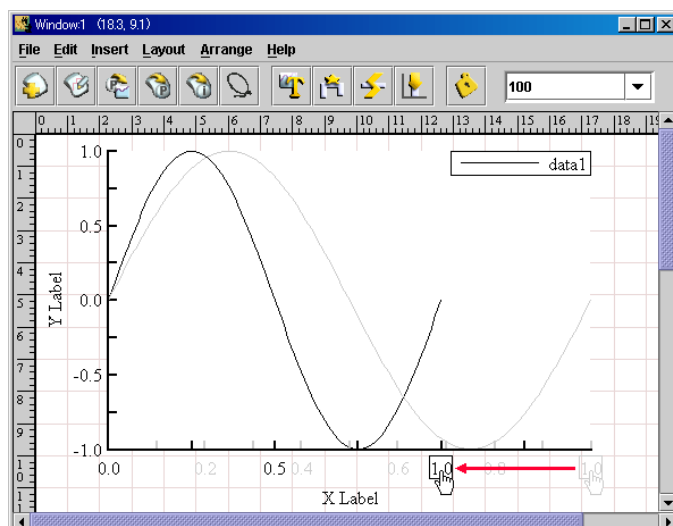 Window:1 (18.3, 9.1)
File Edit Insert Layout Arrange Help
P T 100
0 1 2 3 4 5 6 7 8 9 10 11 12 13 14 15 16 17 18 19
0
1
2
3
4
5
6
7
8
9
10
11
1.0
0.5
0.0
-0.5
-1.0
Y Label
data1
0.0 0.2 0.5 0.4 0.6 1.0 0.8 1.0
X Label